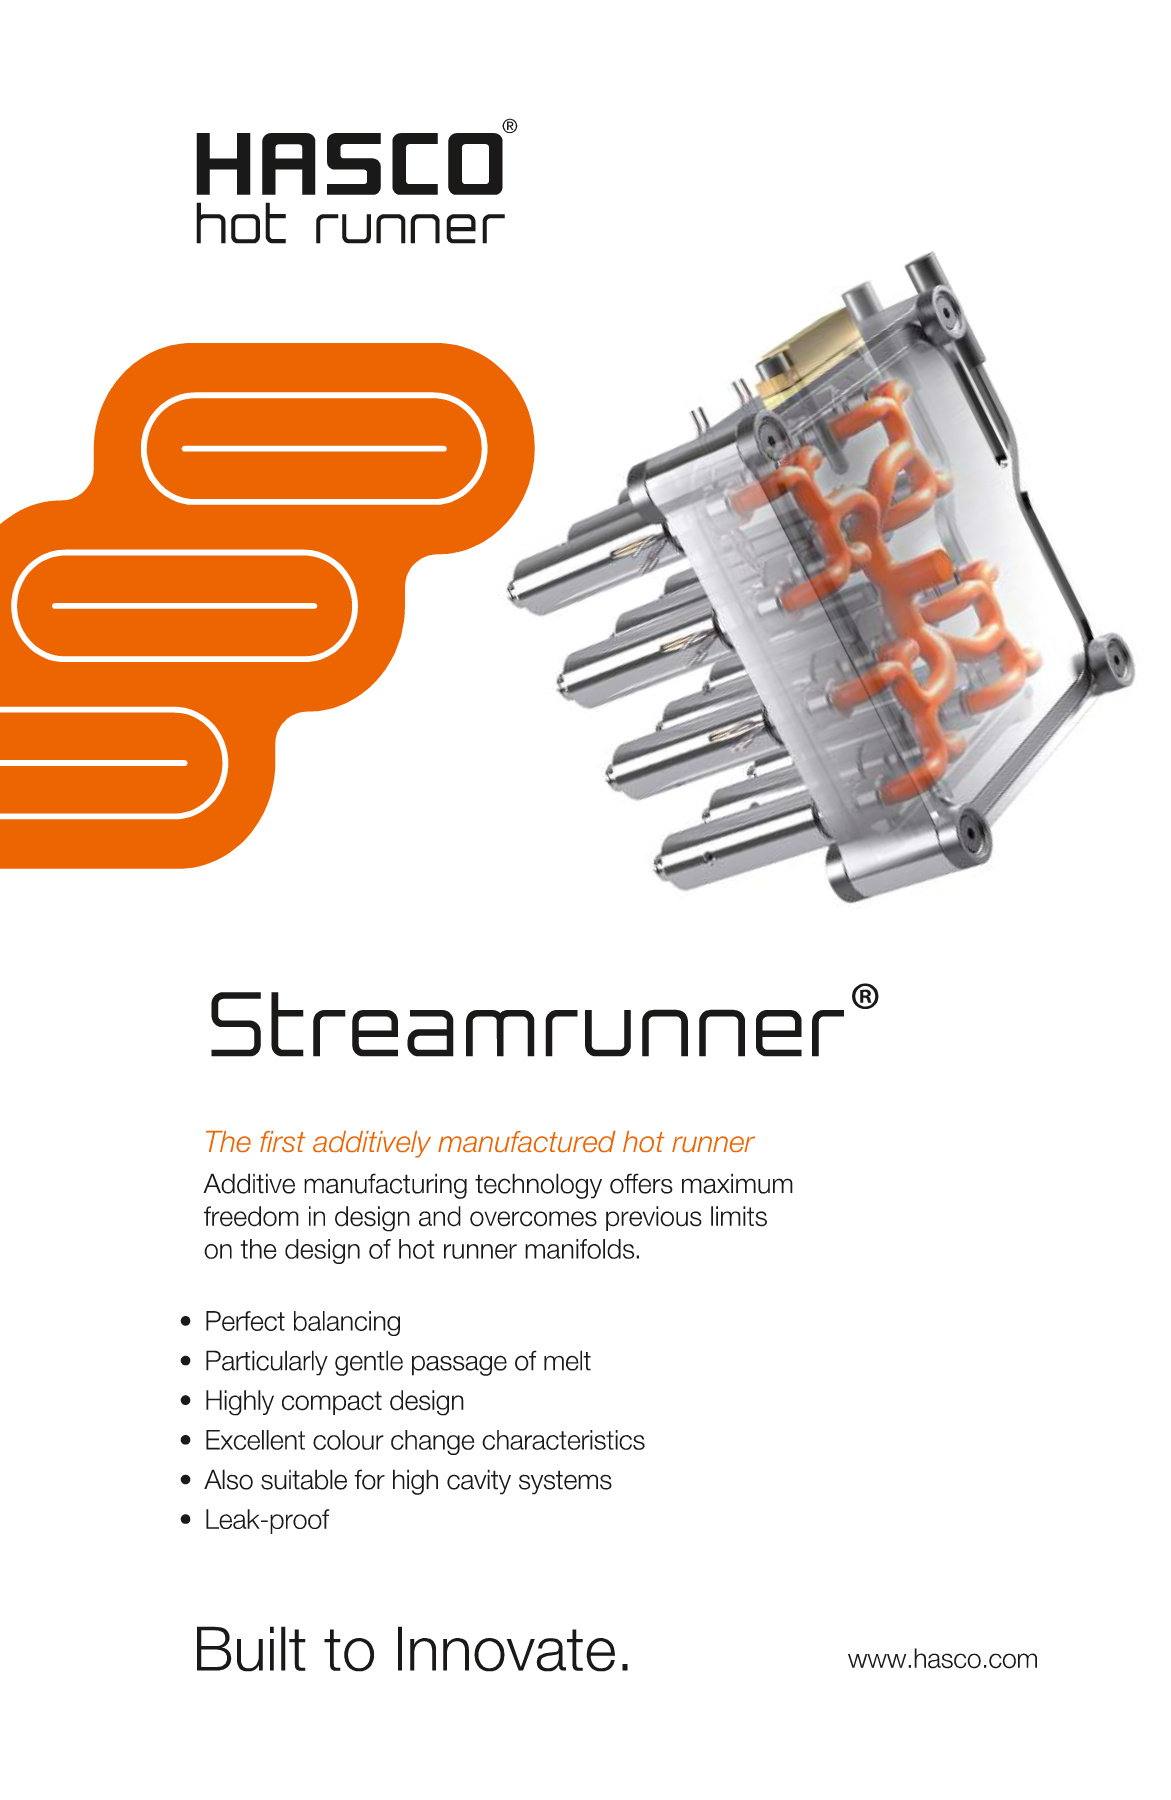 HASCO®
hot runner
Streamrunner®
The first additively manufactured hot runner
Additive manufacturing technology offers maximum
freedom in design and overcomes previous limits
on the design of hot runner manifolds.
• Perfect balancing
• Particularly gentle passage of melt
• Highly compact design
• Excellent colour change characteristics
• Also suitable for high cavity systems
• Leak-proof
Built to Innovate.
www.hasco.com